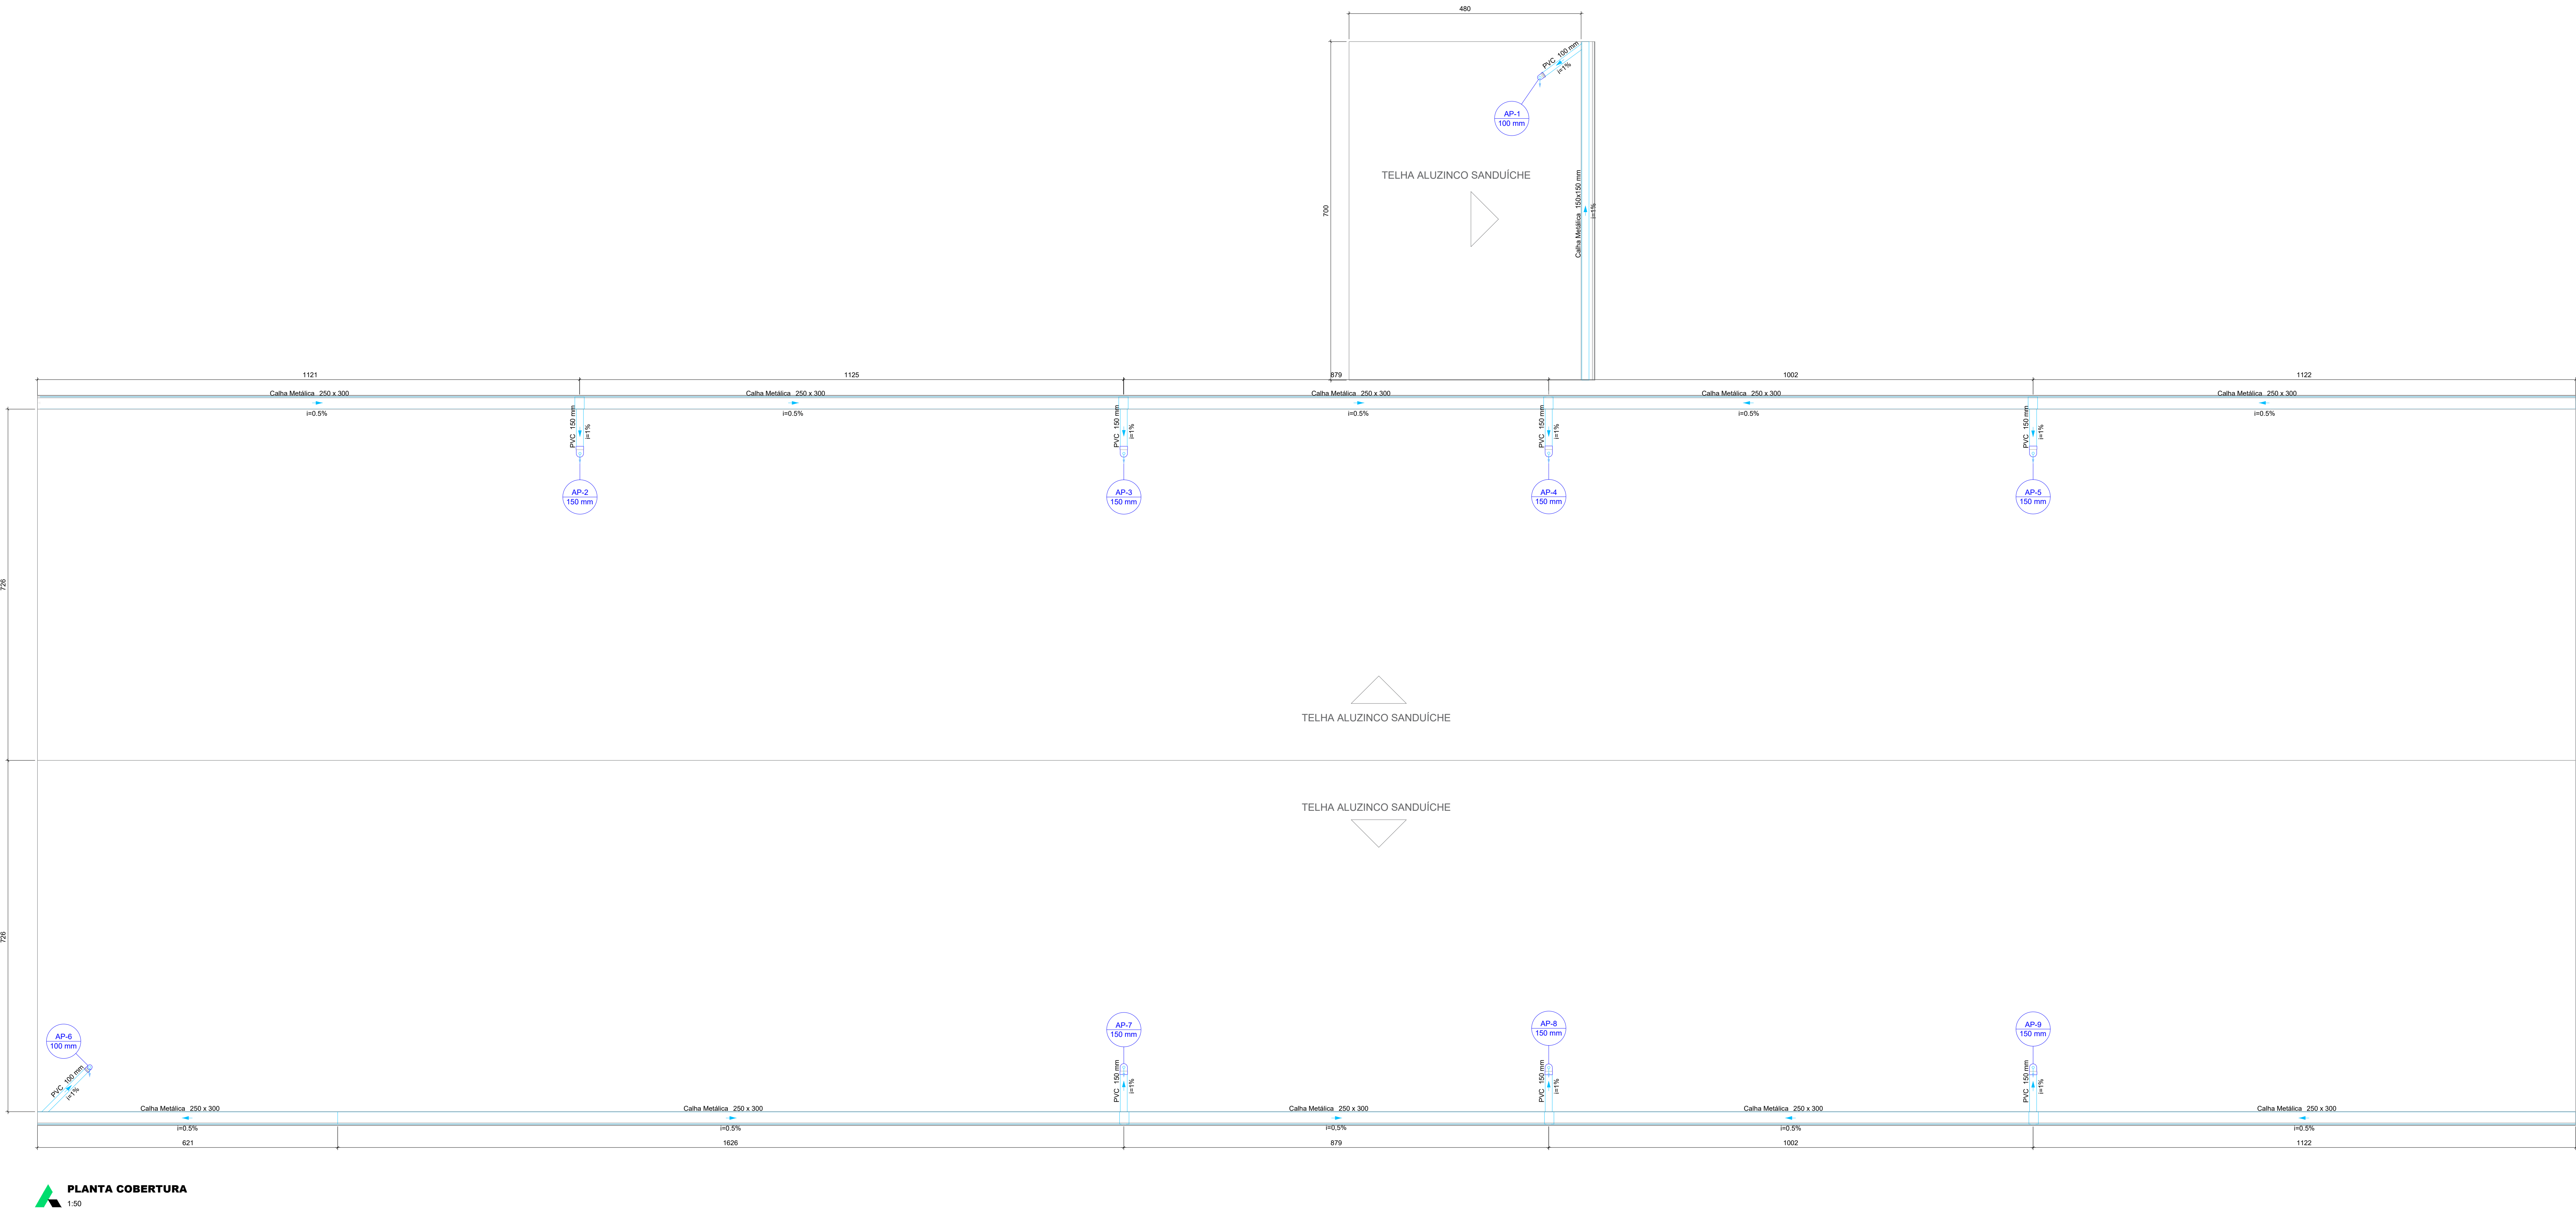 480
PVC 100 mm
i=1%
AP-1
100 mm
TELHA ALUZINCO SANDUÍCHE
700
Calha Metálica 150x150 mm
i=1%
1121
1125
879
1002
1122
Calha Metálica 250 x 300
Calha Metálica 250 x 300
Calha Metálica 250 x 300
Calha Metálica 250 x 300
Calha Metálica 250 x 300
i=0.5%
i=0.5%
i=0.5%
i=0.5%
i=0.5%
PVC 150 mm
i=1%
PVC 150 mm
i=1%
PVC 150 mm
i=1%
PVC 150 mm
i=1%
AP-2
150 mm
AP-3
150 mm
AP-4
150 mm
AP-5
150 mm
726
TELHA ALUZINCO SANDUÍCHE
TELHA ALUZINCO SANDUÍCHE
726
AP-6
100 mm
AP-7
150 mm
AP-8
150 mm
AP-9
150 mm
PVC 100 mm
i=1%
PVC 150 mm
i=1%
PVC 150 mm
i=1%
PVC 150 mm
i=1%
Calha Metálica 250 x 300
Calha Metálica 250 x 300
Calha Metálica 250 x 300
Calha Metálica 250 x 300
Calha Metálica 250 x 300
i=0.5%
i=0.5%
i=0.5%
i=0.5%
i=0.5%
621
1626
879
1002
1122
PLANTA COBERTURA
1:50